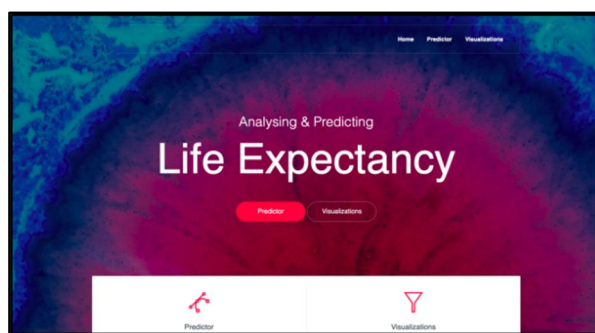 Home Predictor Visualizations
Analysing & Predicting
Life Expectancy
Predictor Visualizations
Predictor Visualizations